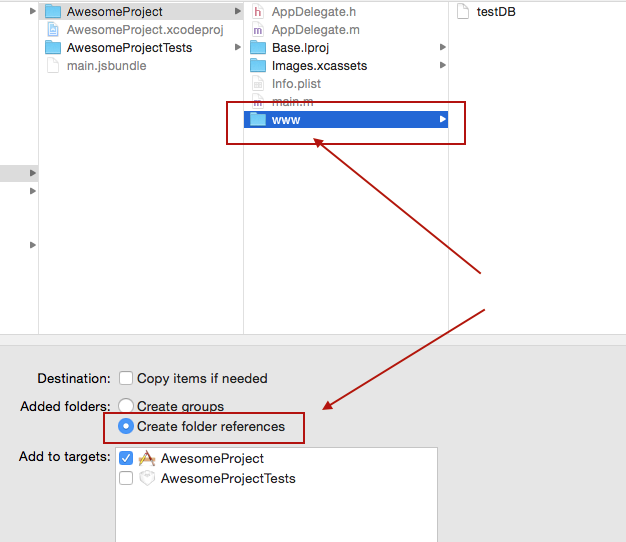 AwesomeProject
AwesomeProject.xcodeproj
AwesomeProjectTests
main.jsbundle
AppDelegate.h
AppDelegate.m
Base.lproj
Images.xcassets
Info.plist
main.m
www
testDB
Destination: Copy items if needed
Added folders: Create groups
Create folder references
Add to targets: AwesomeProject
AwesomeProjectTests